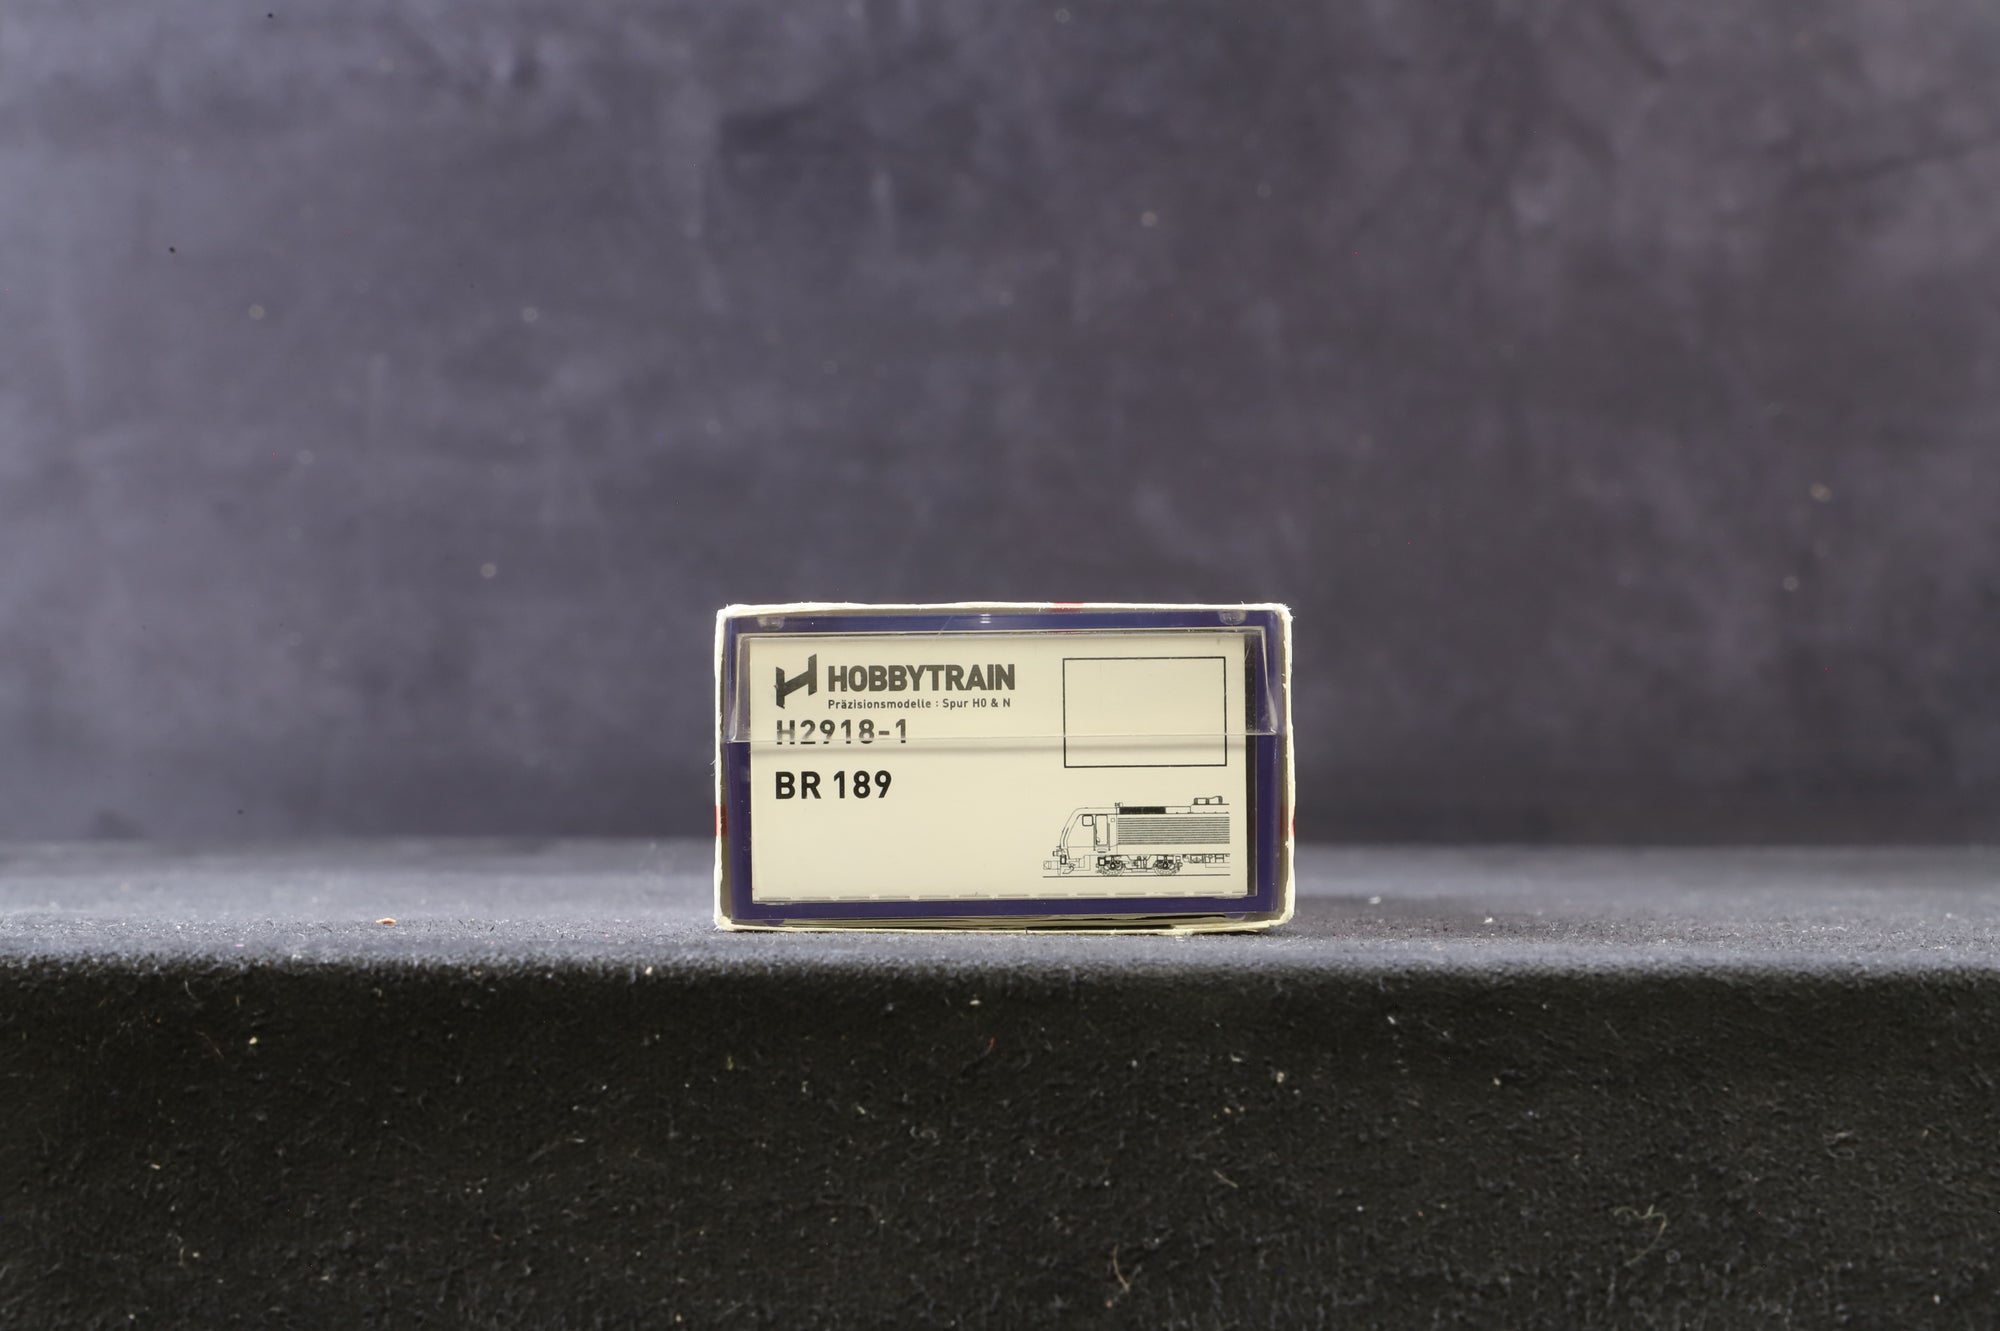 HOBBYTRAIN
Präzisionsmodelle : Spur H0 & N
H2918-1
BR 189